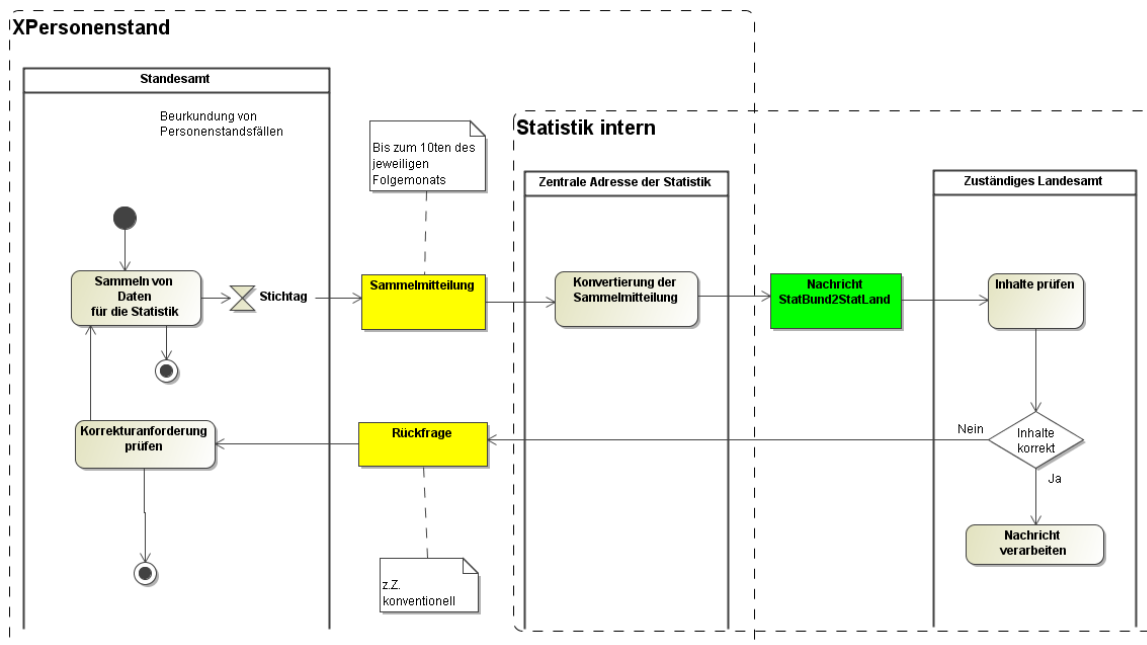 XPersonenstand
Standesamt
Beurkundung von
Personenstandsfällen
Bis zum 10ten des
jeweiligen
Folgemonats
Statistik intern
Zentrale Adresse der Statistik
Zuständiges Landesamt
Sammeln von
Daten
für die Statistik
Stichtag
Sammelmitteilung
Konvertierung der
Sammelmitteilung
Nachricht
StatBund2StatLand
Inhalte prüfen
Korrekturanforderung
prüfen
Rückfrage
Nein
Inhalte
korrekt
Ja
Nachricht
verarbeiten
z.Z.
konventionell